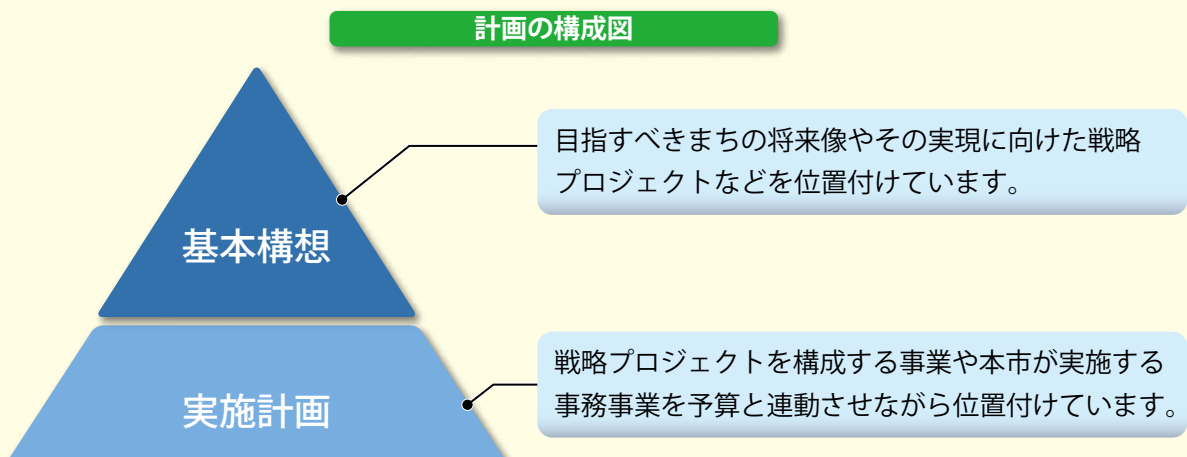 計画の構成図
目指すべきまちの将来像やその実現に向けた戦略
プロジェクトなどを位置付けています。
基本構想
戦略プロジェクトを構成する事業や本市が実施する
事務事業を予算と連動させながら位置付けています。
実施計画